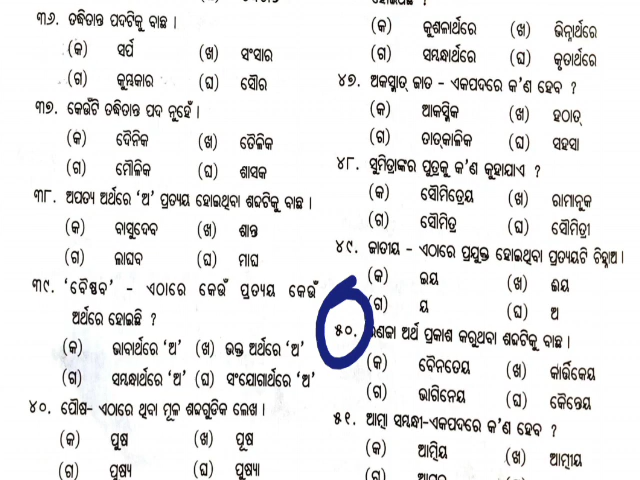 ୩୬. ତଦ୍ଧିତାନ୍ତ ପଦଟିକୁ ବାଛ ।
(କ) ସର୍ପ (ଖ) ସଂସାର
(ଗ) କୁମ୍ଭକାର (ଘ) ସୌର
୩୭. କେଉଁଟି ତଦ୍ଧିତାନ୍ତ ପଦ ନୁହେଁ ।
(କ) ଦୈନିକ (ଖ) ତୈଳିକ
(ଗ) ମୌଳିକ (ଘ) ଶାସକ
୩୮. ଅପତ୍ୟ ଅର୍ଥରେ ‘ଅ’ ପ୍ରତ୍ୟୟ ହୋଇଥିବା ଶବ୍ଦଟିକୁ ବାଛ ।
(କ) ବାସୁଦେବ (ଖ) ଶାନ୍ତ
(ଗ) ଲାଘବ (ଘ) ମାଘ
୩୯. ‘ବୈଷବ’ - ଏଠାରେ କେଉଁ ପ୍ରତ୍ୟୟ କେଉଁ
ଅର୍ଥରେ ହୋଇଛି ?
(କ) ଭାବାର୍ଥରେ ‘ଅ’ (ଖ) ଭକ୍ତ ଅର୍ଥରେ ‘ଅ’
(ଗ) ସମ୍ବନ୍ଧାର୍ଥରେ ‘ଅ’ (ଘ) ସଂଯୋଗାର୍ଥରେ ‘ଅ’
୪୦. ପୌଷ- ଏଠାରେ ଥିବା ମୂଳ ଶବ୍ଦଗୁଡିକ ଲେଖ ।
(କ) ପୁଷ (ଖ) ପୂଷ
(ଗ) ପୁଷ୍ୟ (ଘ) ପୁଷ୍ୟା
(କ) କୁଶଳାର୍ଥରେ (ଖ) ଭିନ୍ନାର୍ଥରେ
(ଗ) ସମ୍ବନ୍ଧାର୍ଥରେ (ଘ) କୃତାର୍ଥରେ
୪୭. ଅକସ୍ମାତ୍ ଜାତ - ଏକପଦରେ କ’ଣ ହେବ ?
(କ) ଆକସ୍ମିକ (ଖ) ହଠାତ୍
(ଗ) ତାତ୍କାଳିକ (ଘ) ସହସା
୪୮. ସୁମିତ୍ରାଙ୍କର ପୁତ୍ରକୁ କ’ଣ କୁହାଯାଏ ?
(କ) ସୌମିତ୍ରେୟ (ଖ) ରାମାନୁଜ
(ଗ) ସୌମିତ୍ର (ଘ) ସୌମିତ୍ରୀ
୪୯. ଜାତୀୟ - ଏଠାରେ ପ୍ରଯୁକ୍ତ ହୋଇଥିବା ପ୍ରତ୍ୟୟଟି ଚିହ୍ନାଅ ।
(କ) ଇୟ (ଖ) ଈୟ
(ଗ) ୟ (ଘ) ଅ
୫୦. ଭଣଜା ଅର୍ଥ ପ୍ରକାଶ କରୁଥବା ଶବ୍ଦଟିକୁ ବାଛ ।
(କ) ବୈନତେୟ (ଖ) କାର୍ତ୍ତିକେୟ
(ଗ) ଭାଗିନେୟ (ଘ) କୈନ୍ତେୟ
୫୧. ଆତ୍ମା ସମ୍ବନ୍ଧୀ-ଏକପଦରେ କ’ଣ ହେବ ?
(କ) ଆତ୍ମିୟ (ଖ) ଆତ୍ମୀୟ